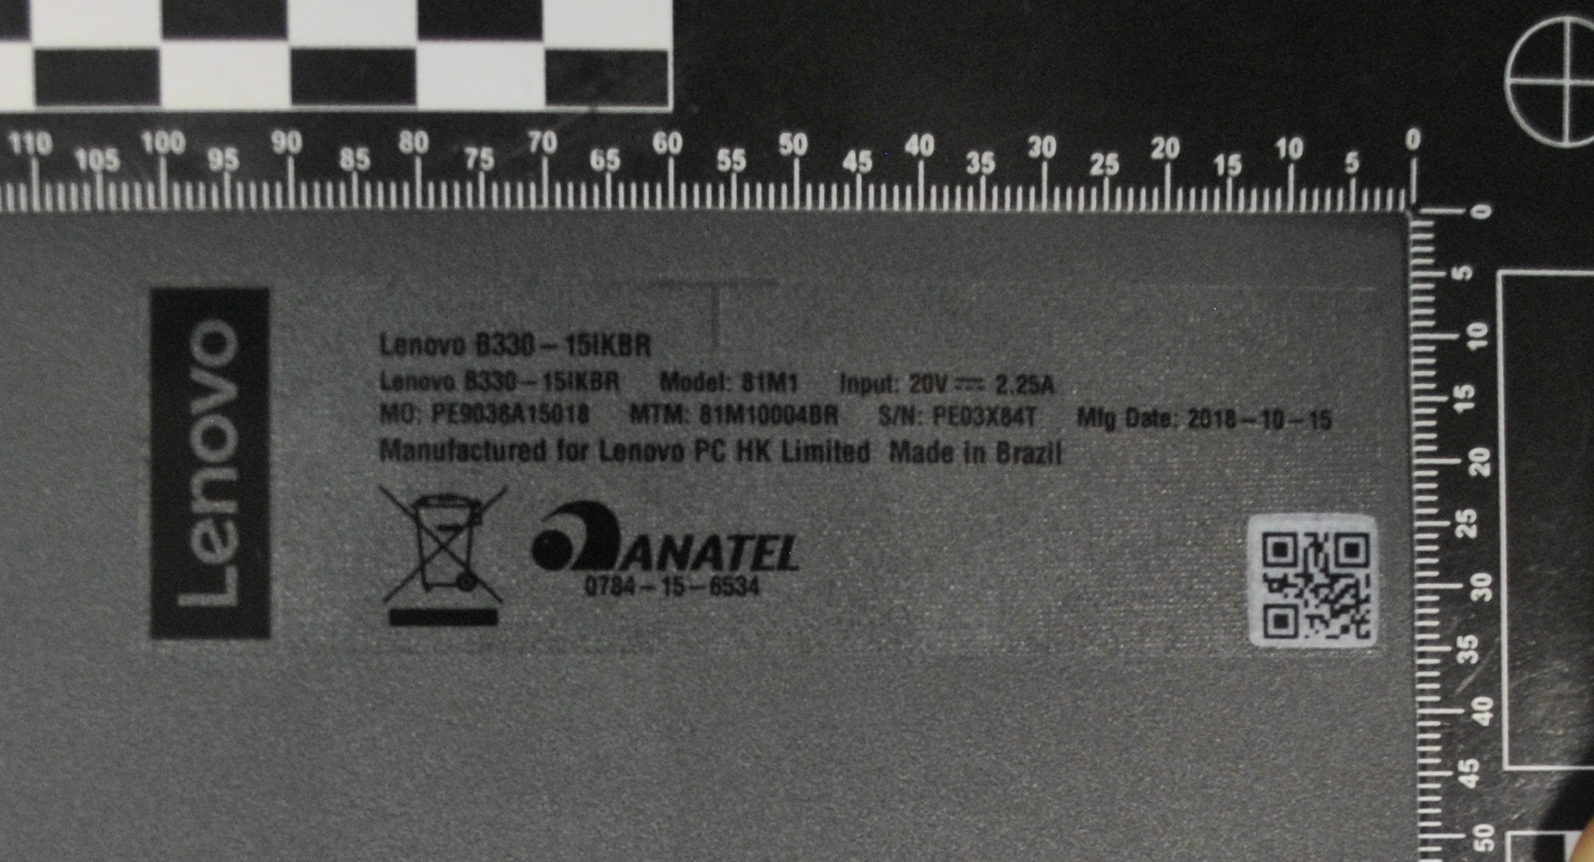 110 105 100 95 90 85 80 75 70 65 60 55 50 45 40 35 30 25 20 15 10 5 0
0
5
10
15
20
25
30
35
40
45
50
Lenovo
Lenovo B330-15IKBR
Lenovo B330-15IKBR Model: 81M1 Input: 20V ⎓ 2.25A
MO: PE9038A15018 MTM: 81M10004BR S/N: PE03X84T Mfg Date: 2018-10-15
Manufactured for Lenovo PC HK Limited Made in Brazil
ANATEL
0784-15-6534